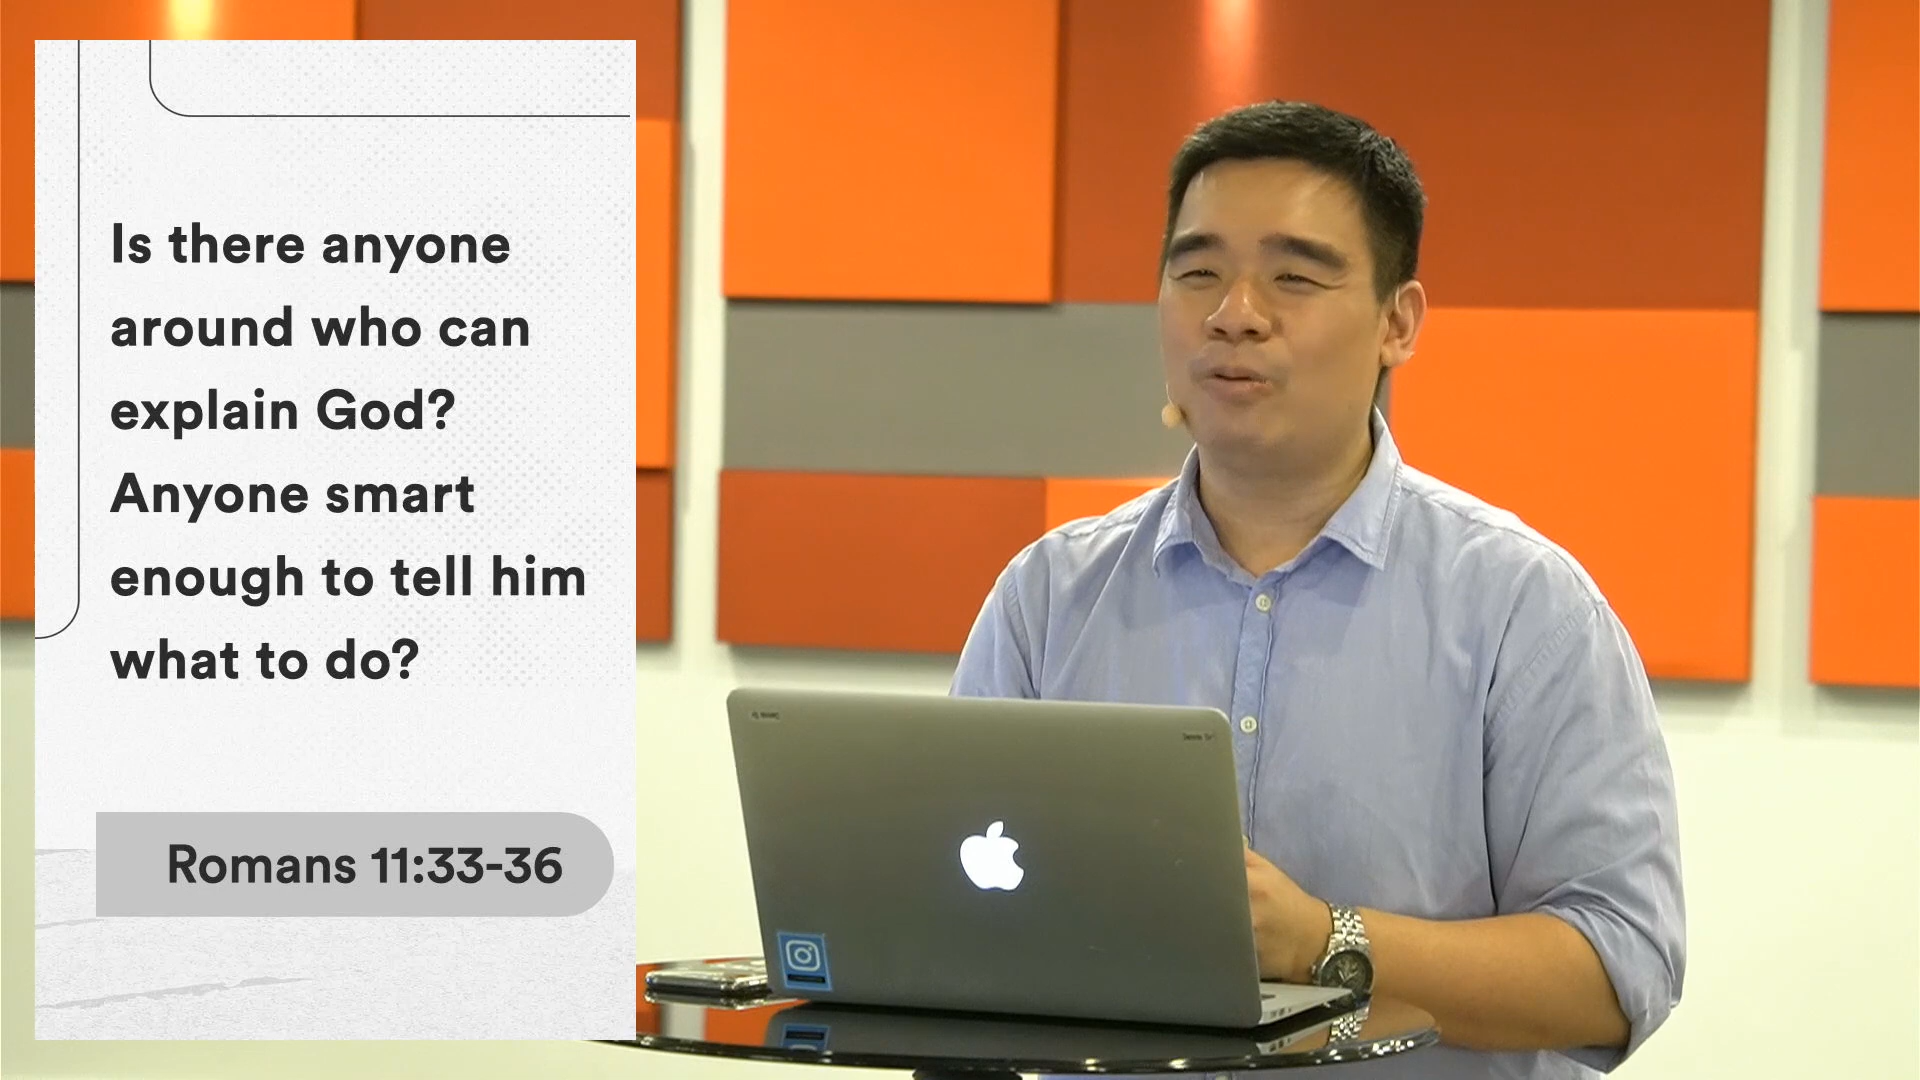 Is there anyone
around who can
explain God?
Anyone smart
enough to tell him
what to do?
Romans 11:33-36